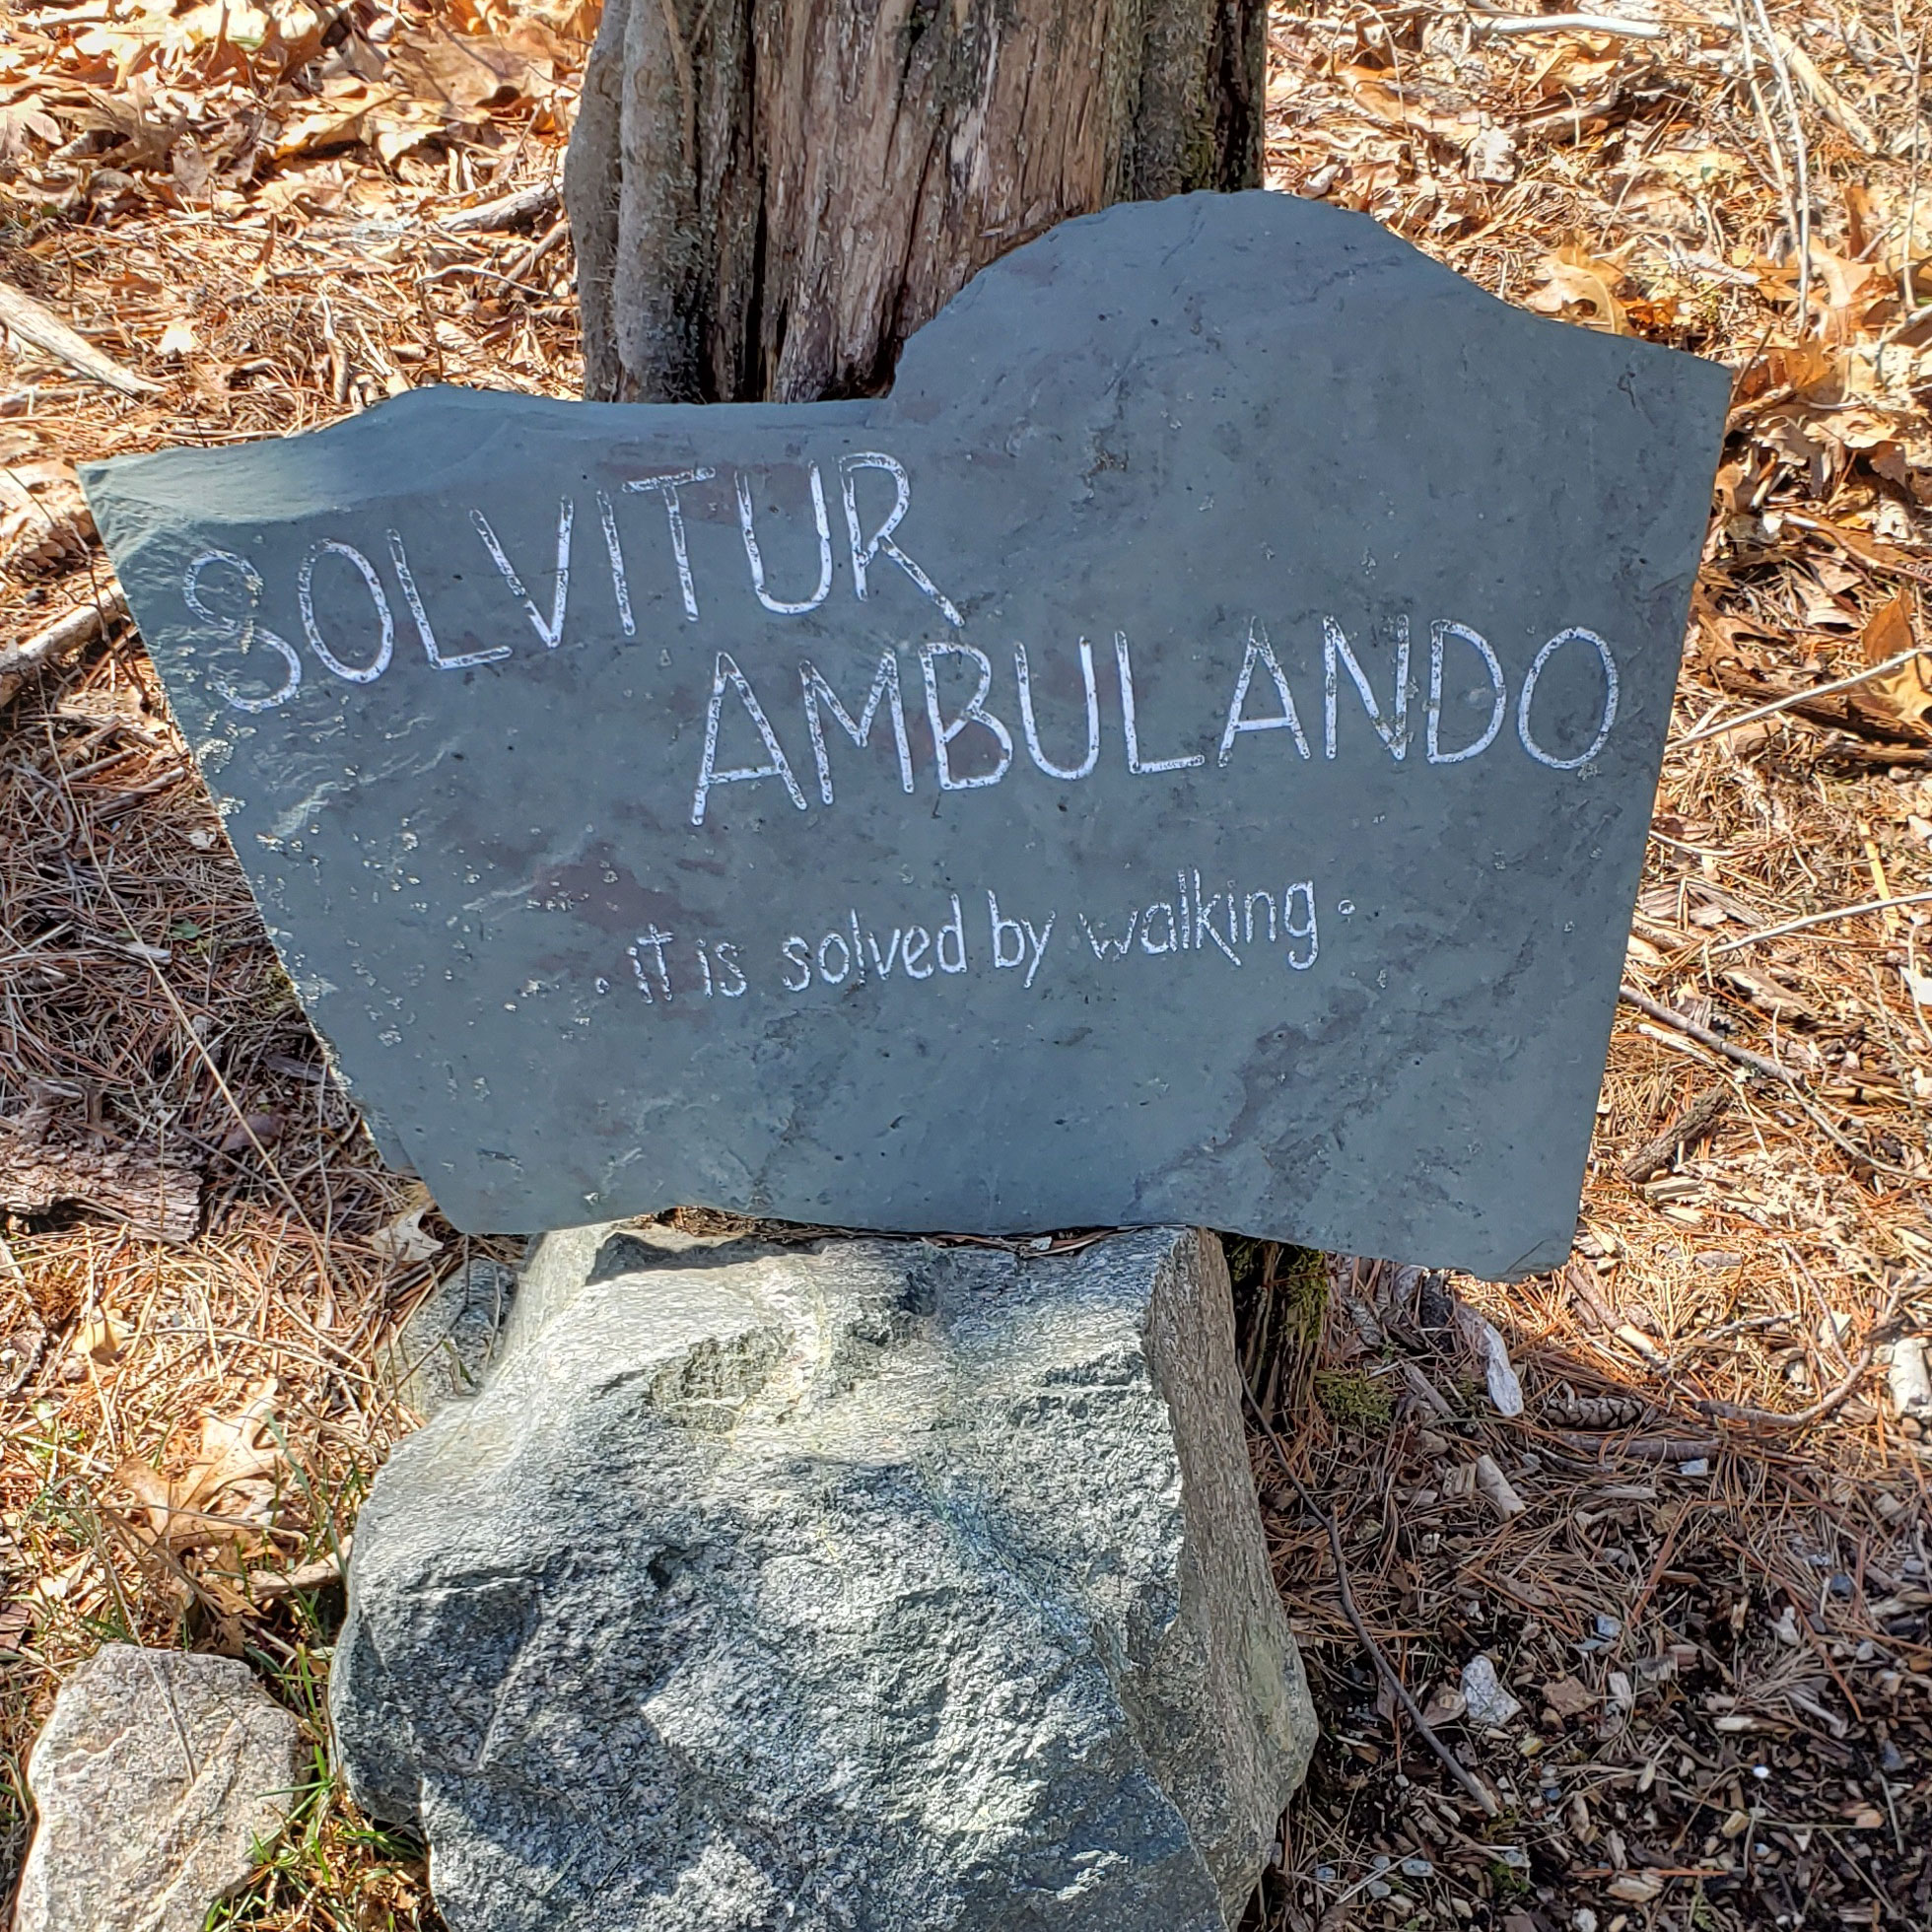 SOLVITUR
AMBULANDO
• it is solved by walking •